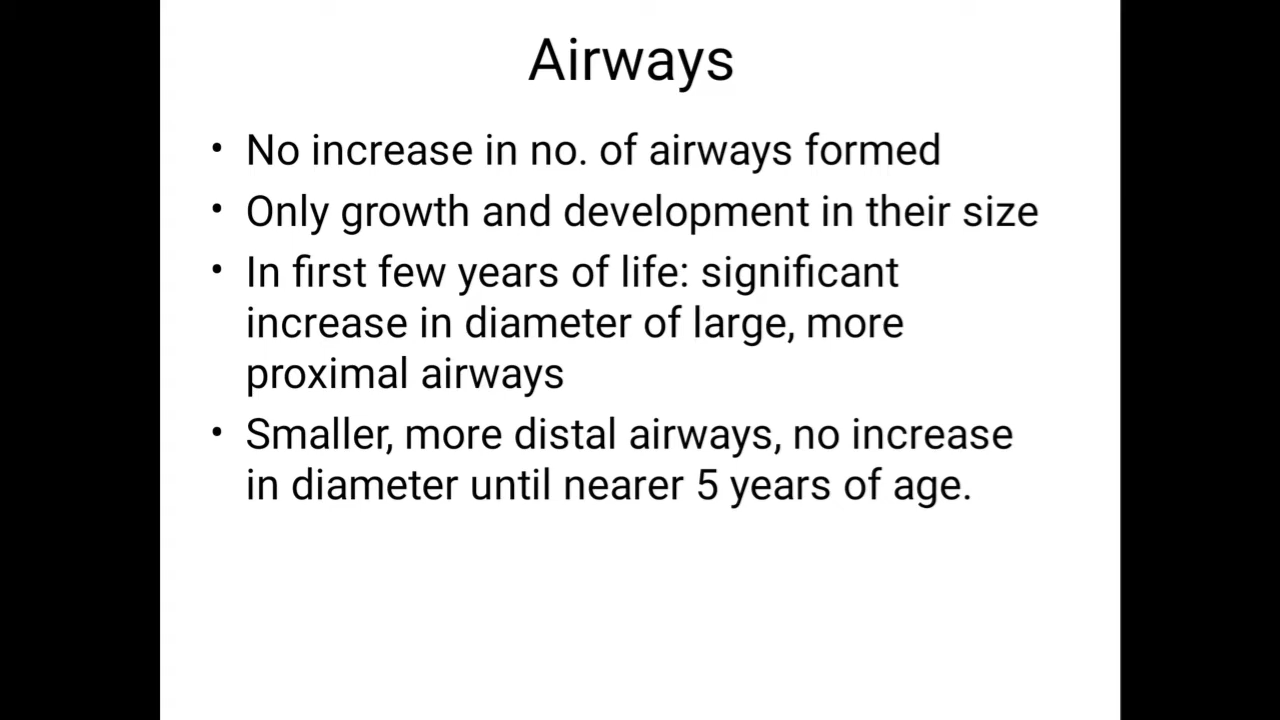 Airways
• No increase in no. of airways formed
• Only growth and development in their size
• In first few years of life: significant
increase in diameter of large, more
proximal airways
• Smaller, more distal airways, no increase
in diameter until nearer 5 years of age.